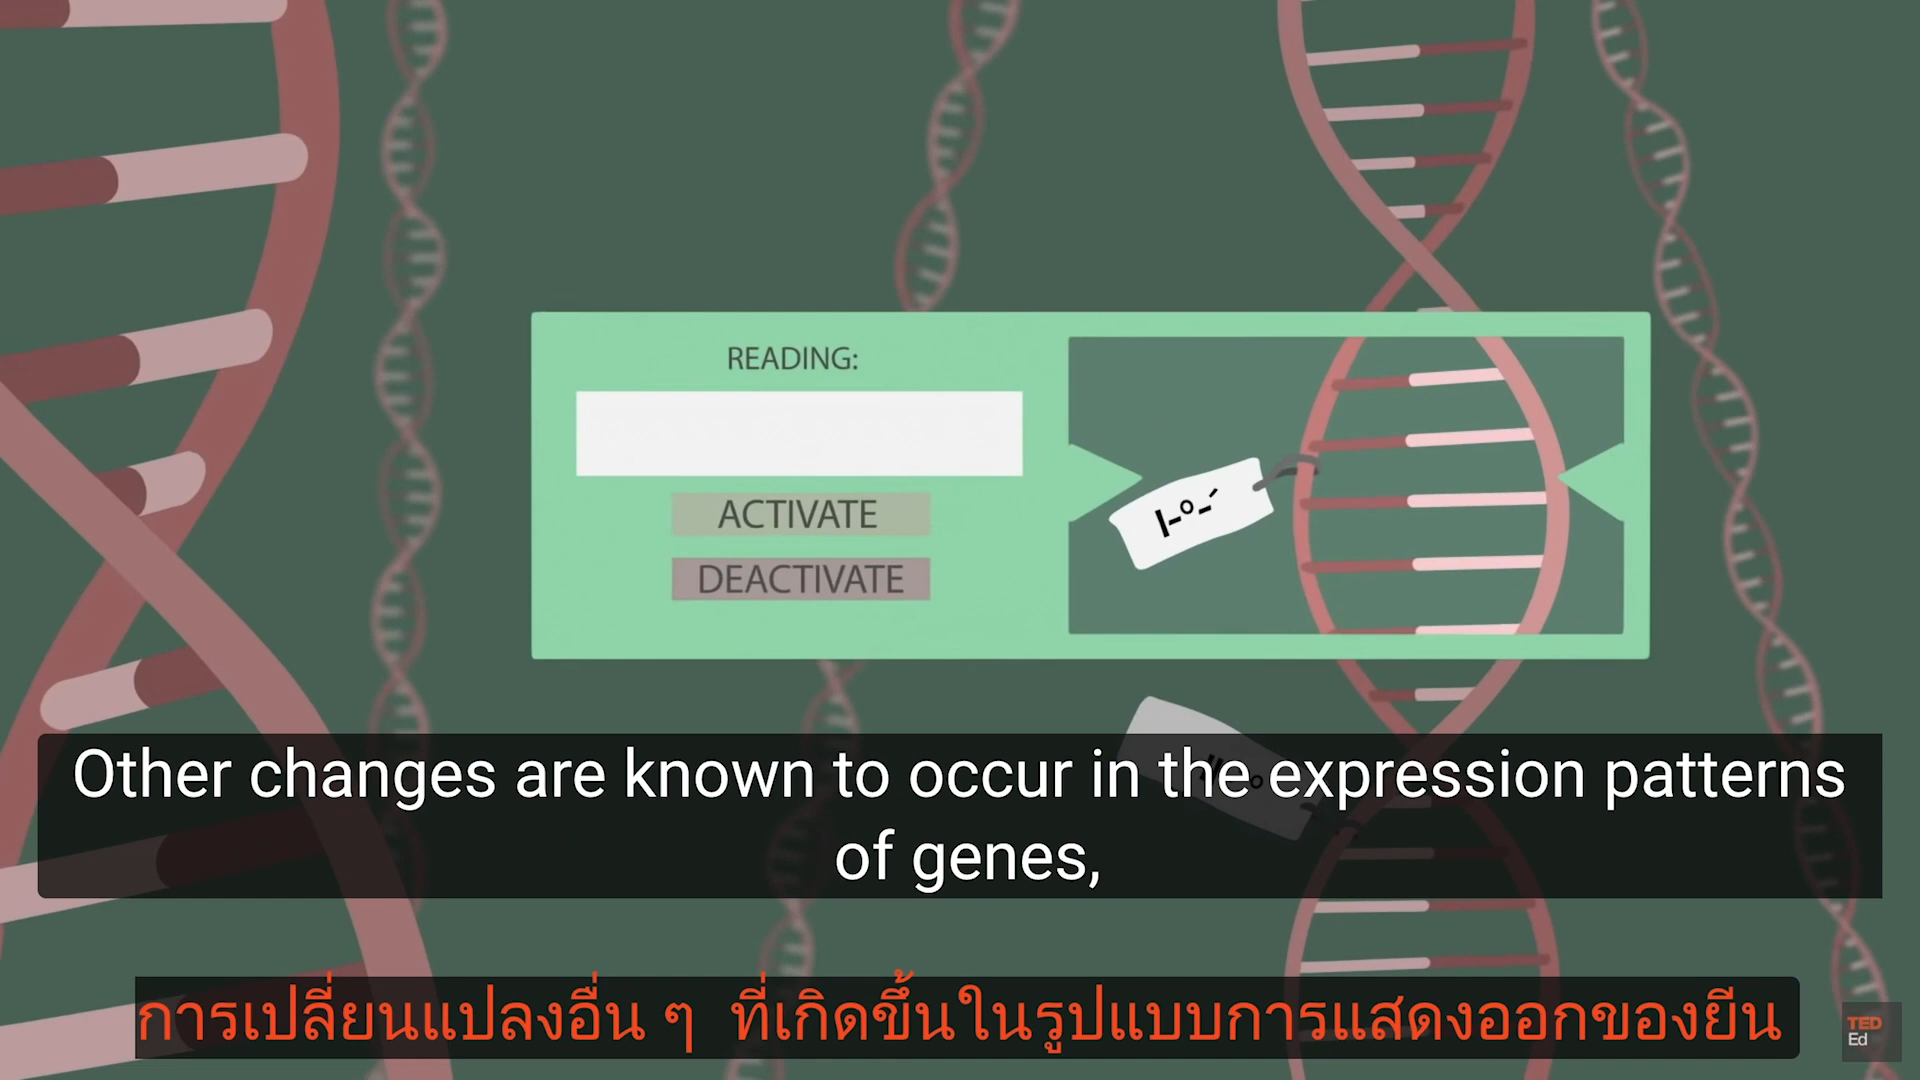 READING:
ACTIVATE
DEACTIVATE
Other changes are known to occur in the expression patterns
of genes,
การเปลี่ยนแปลงอื่น ๆ ที่เกิดขึ้นในรูปแบบการแสดงออกของยีน
TED
Ed